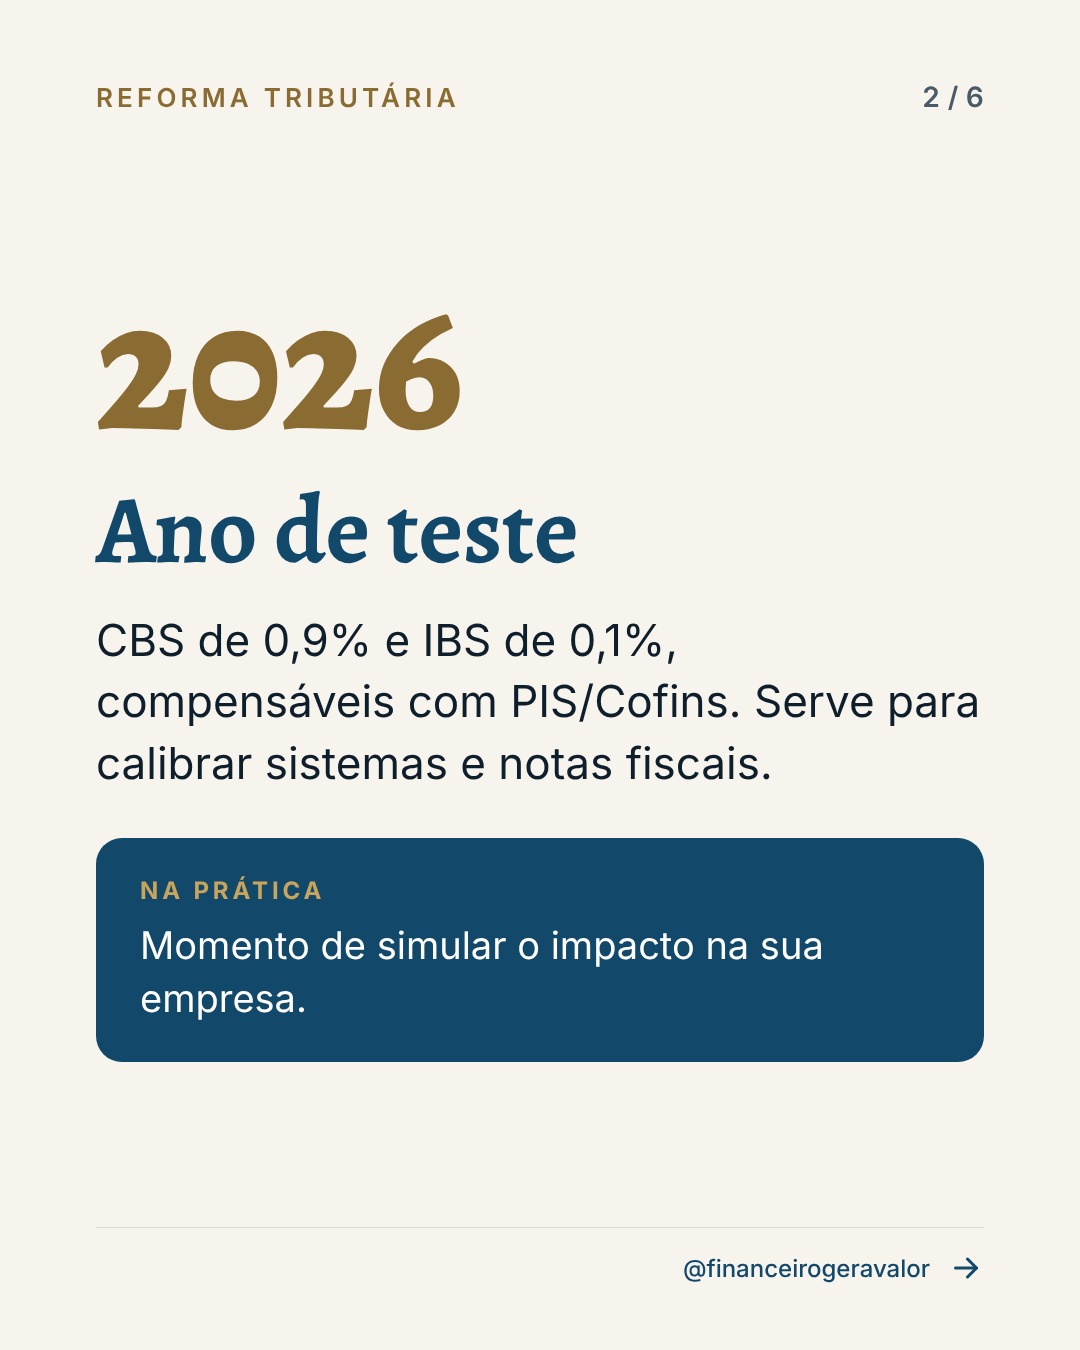 REFORMA TRIBUTÁRIA
2 / 6
2026
Ano de teste
CBS de 0,9% e IBS de 0,1%,
compensáveis com PIS/Cofins. Serve para
calibrar sistemas e notas fiscais.
NA PRÁTICA
Momento de simular o impacto na sua
empresa.
@financeirogeravalor